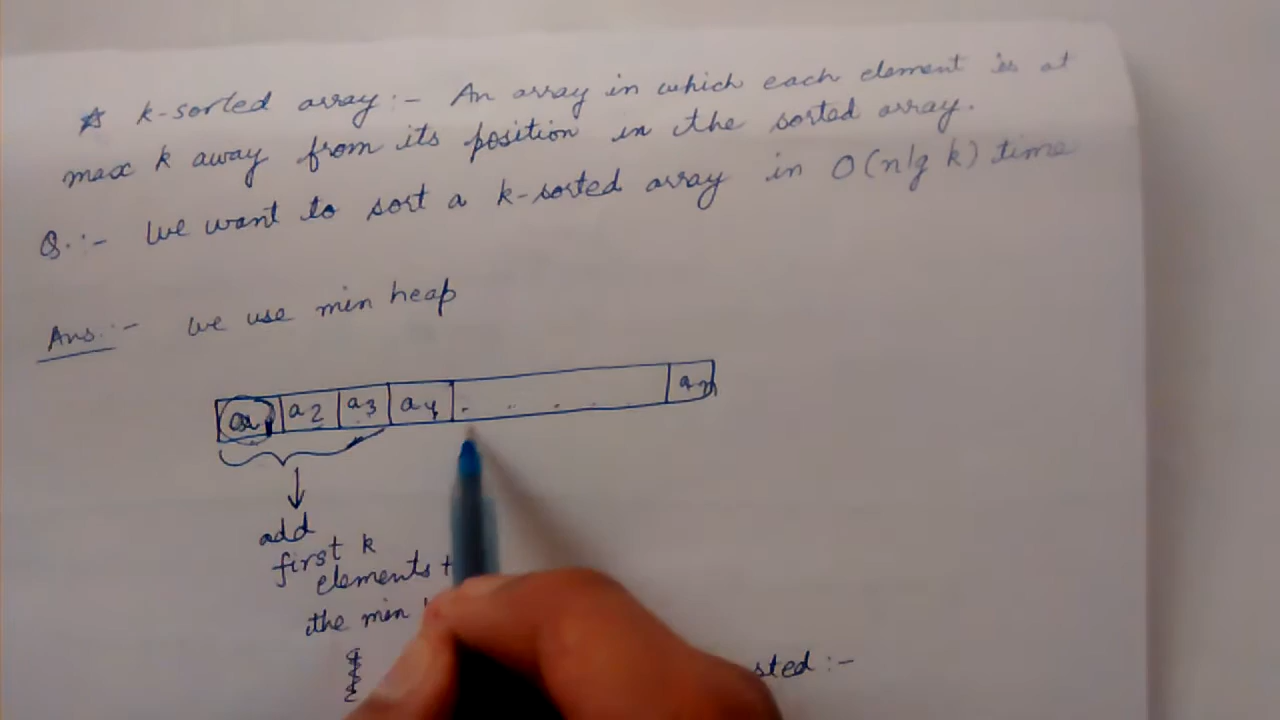 k-sorted array :- An array in which each element is at
max k away from its position in the sorted array.
Q. :- We want to sort a k-sorted array in O(n lg k) time
Ans. :- We use min heap
a1 a2 a3 a4 . . . . an
add
first k
elements
the min
sted :-